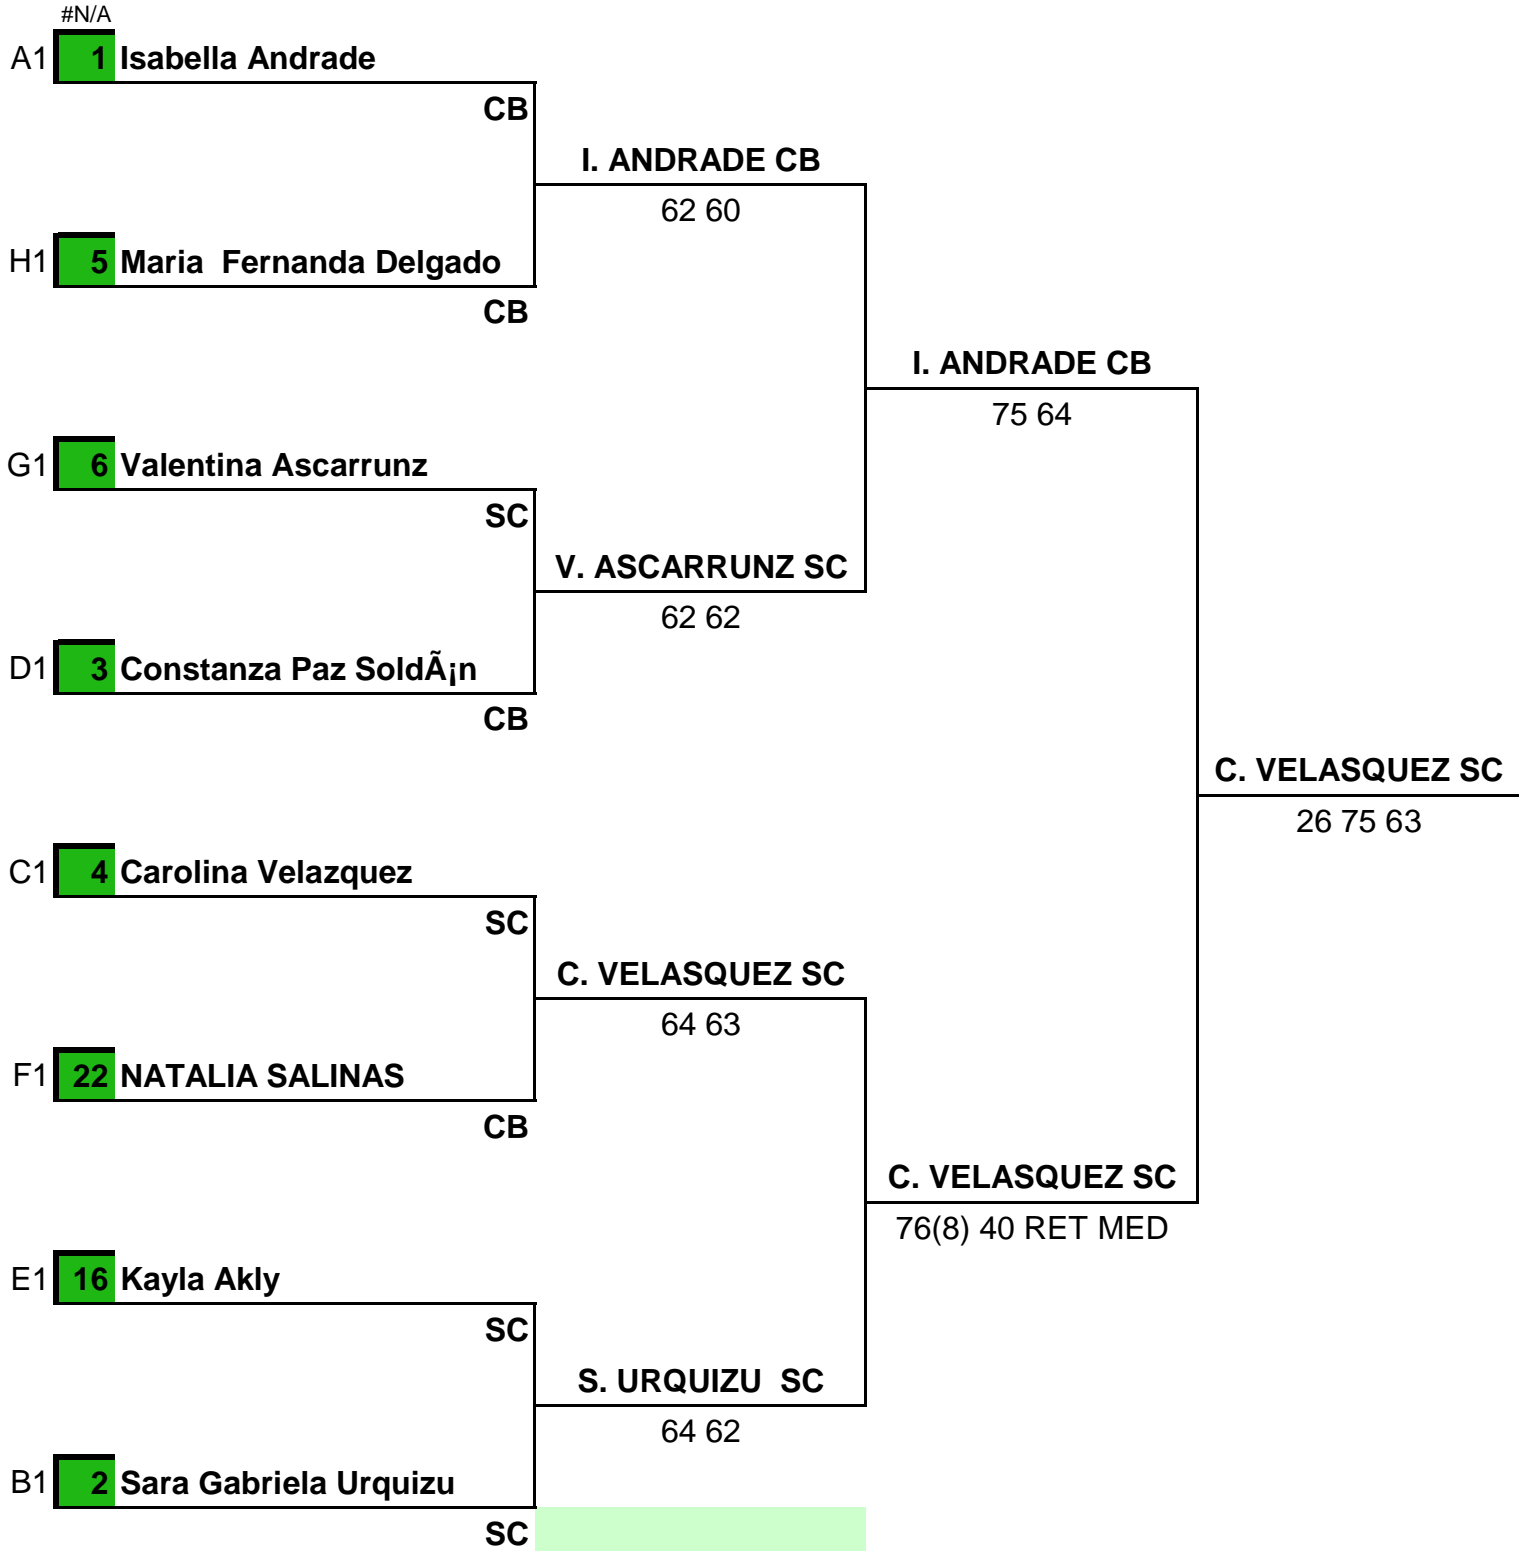 #N/A
A1 1 Isabella Andrade
CB
I. ANDRADE CB
62 60
H1 5 Maria  Fernanda Delgado
CB
I. ANDRADE CB
75 64
G1 6 Valentina Ascarrunz
SC
V. ASCARRUNZ SC
62 62
D1 3 Constanza Paz SoldÃ¡n
CB
C. VELASQUEZ SC
26 75 63
C1 4 Carolina Velazquez
SC
C. VELASQUEZ SC
64 63
F1 22 NATALIA SALINAS
CB
C. VELASQUEZ SC
76(8) 40 RET MED
E1 16 Kayla Akly
SC
S. URQUIZU  SC
64 62
B1 2 Sara Gabriela Urquizu
SC